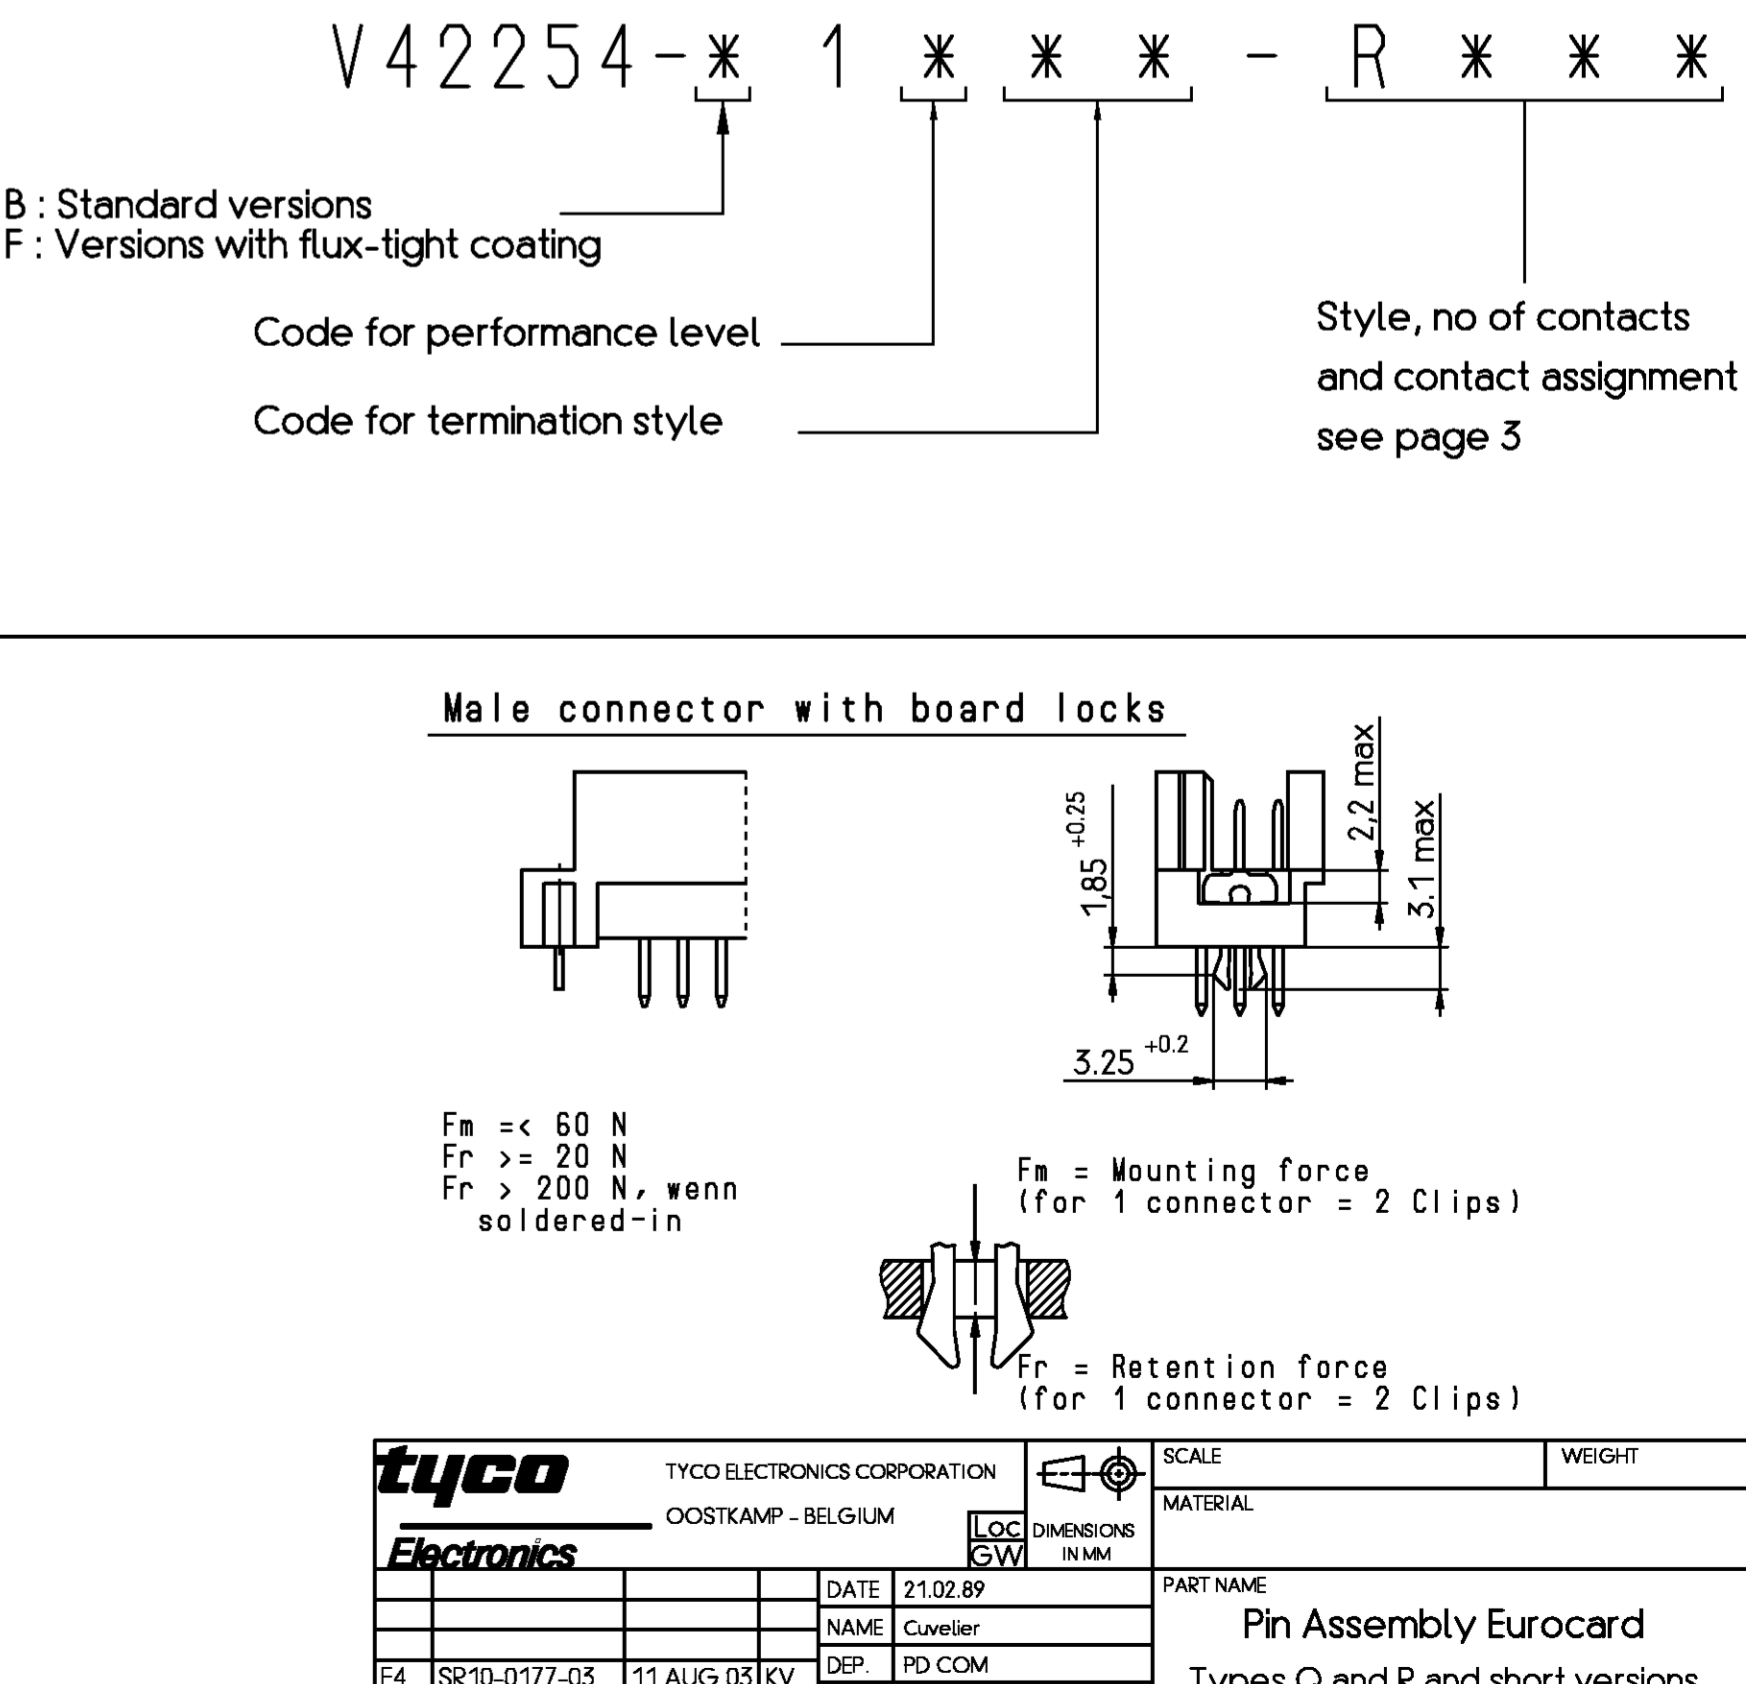 V42254-* 1 * * * - R * * *
B : Standard versions
F : Versions with flux-tight coating
Code for performance level
Code for termination style
Style, no of contacts
and contact assignment
see page 3
Male connector with board locks
1,85 +0.25
2,2 max
3.1 max
3.25 +0.2
Fm =< 60 N
Fr >= 20 N
Fr > 200 N, wenn
soldered-in
Fm = Mounting force
(for 1 connector = 2 Clips)
Fr = Retention force
(for 1 connector = 2 Clips)
tyco
Electronics
TYCO ELECTRONICS CORPORATION
OOSTKAMP - BELGIUM
Loc
GW
DIMENSIONS
IN MM
SCALE
WEIGHT
MATERIAL
DATE 21.02.89
NAME Cuvelier
DEP. PD COM
E4 SR10-0177-03 11 AUG 03 KV
PART NAME
Pin Assembly Eurocard
Types Q and R and short versions